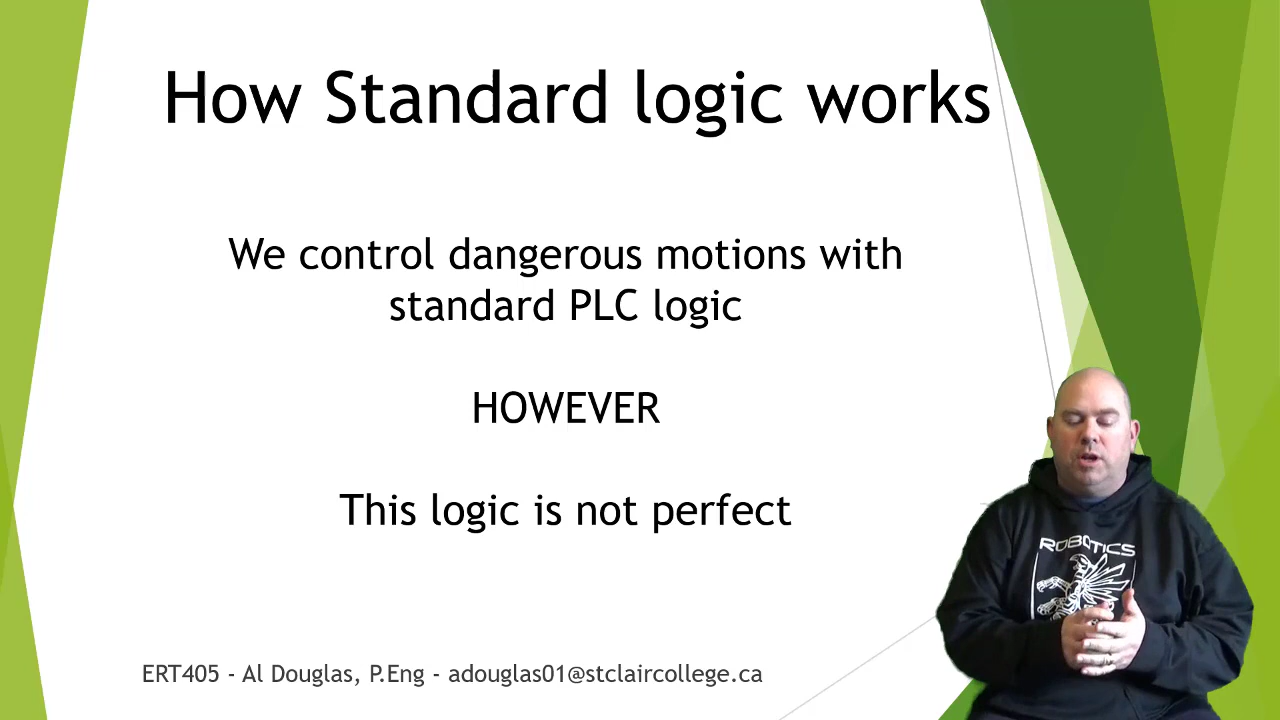 How Standard logic works
We control dangerous motions with
standard PLC logic
HOWEVER
This logic is not perfect
ROBOTICS
ERT405 - Al Douglas, P.Eng - adouglas01@stclaircollege.ca